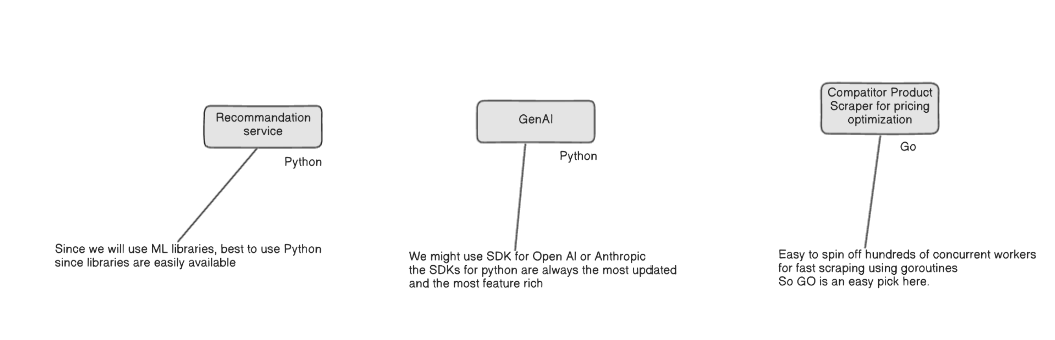 Recommandation
service
Python
Since we will use ML libraries, best to use Python
since libraries are easily available
GenAI
Python
We might use SDK for Open AI or Anthropic
the SDKs for python are always the most updated
and the most feature rich
Compatitor Product
Scraper for pricing
optimization
Go
Easy to spin off hundreds of concurrent workers
for fast scraping using goroutines
So GO is an easy pick here.